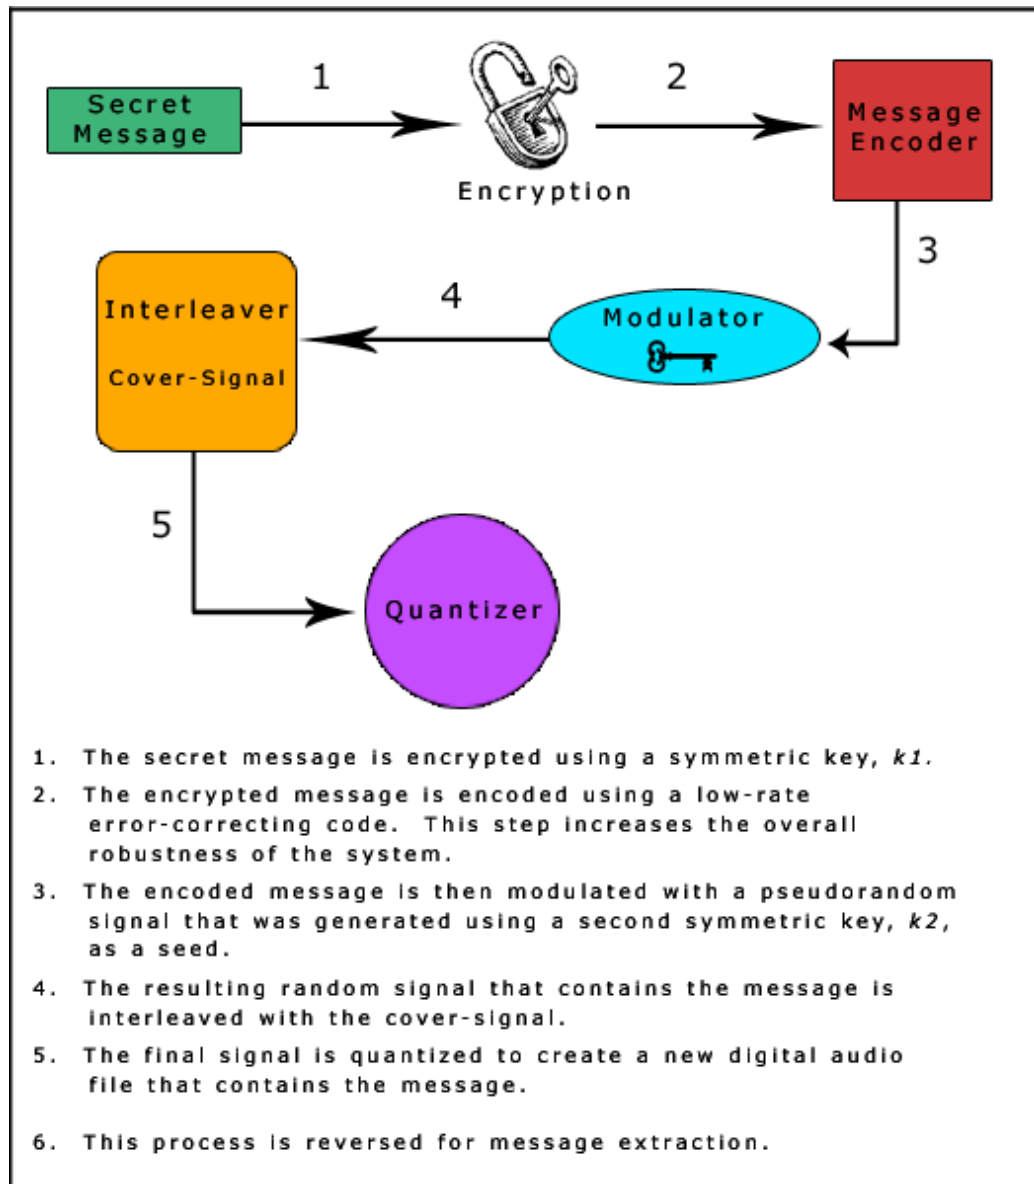 1
2
Secret
Message
Message
Encoder
Encryption
3
Interleaver
Cover-Signal
4
Modulator
5
Quantizer
1. The secret message is encrypted using a symmetric key, k1.
2. The encrypted message is encoded using a low-rate
error-correcting code. This step increases the overall
robustness of the system.
3. The encoded message is then modulated with a pseudorandom
signal that was generated using a second symmetric key, k2,
as a seed.
4. The resulting random signal that contains the message is
interleaved with the cover-signal.
5. The final signal is quantized to create a new digital audio
file that contains the message.
6. This process is reversed for message extraction.